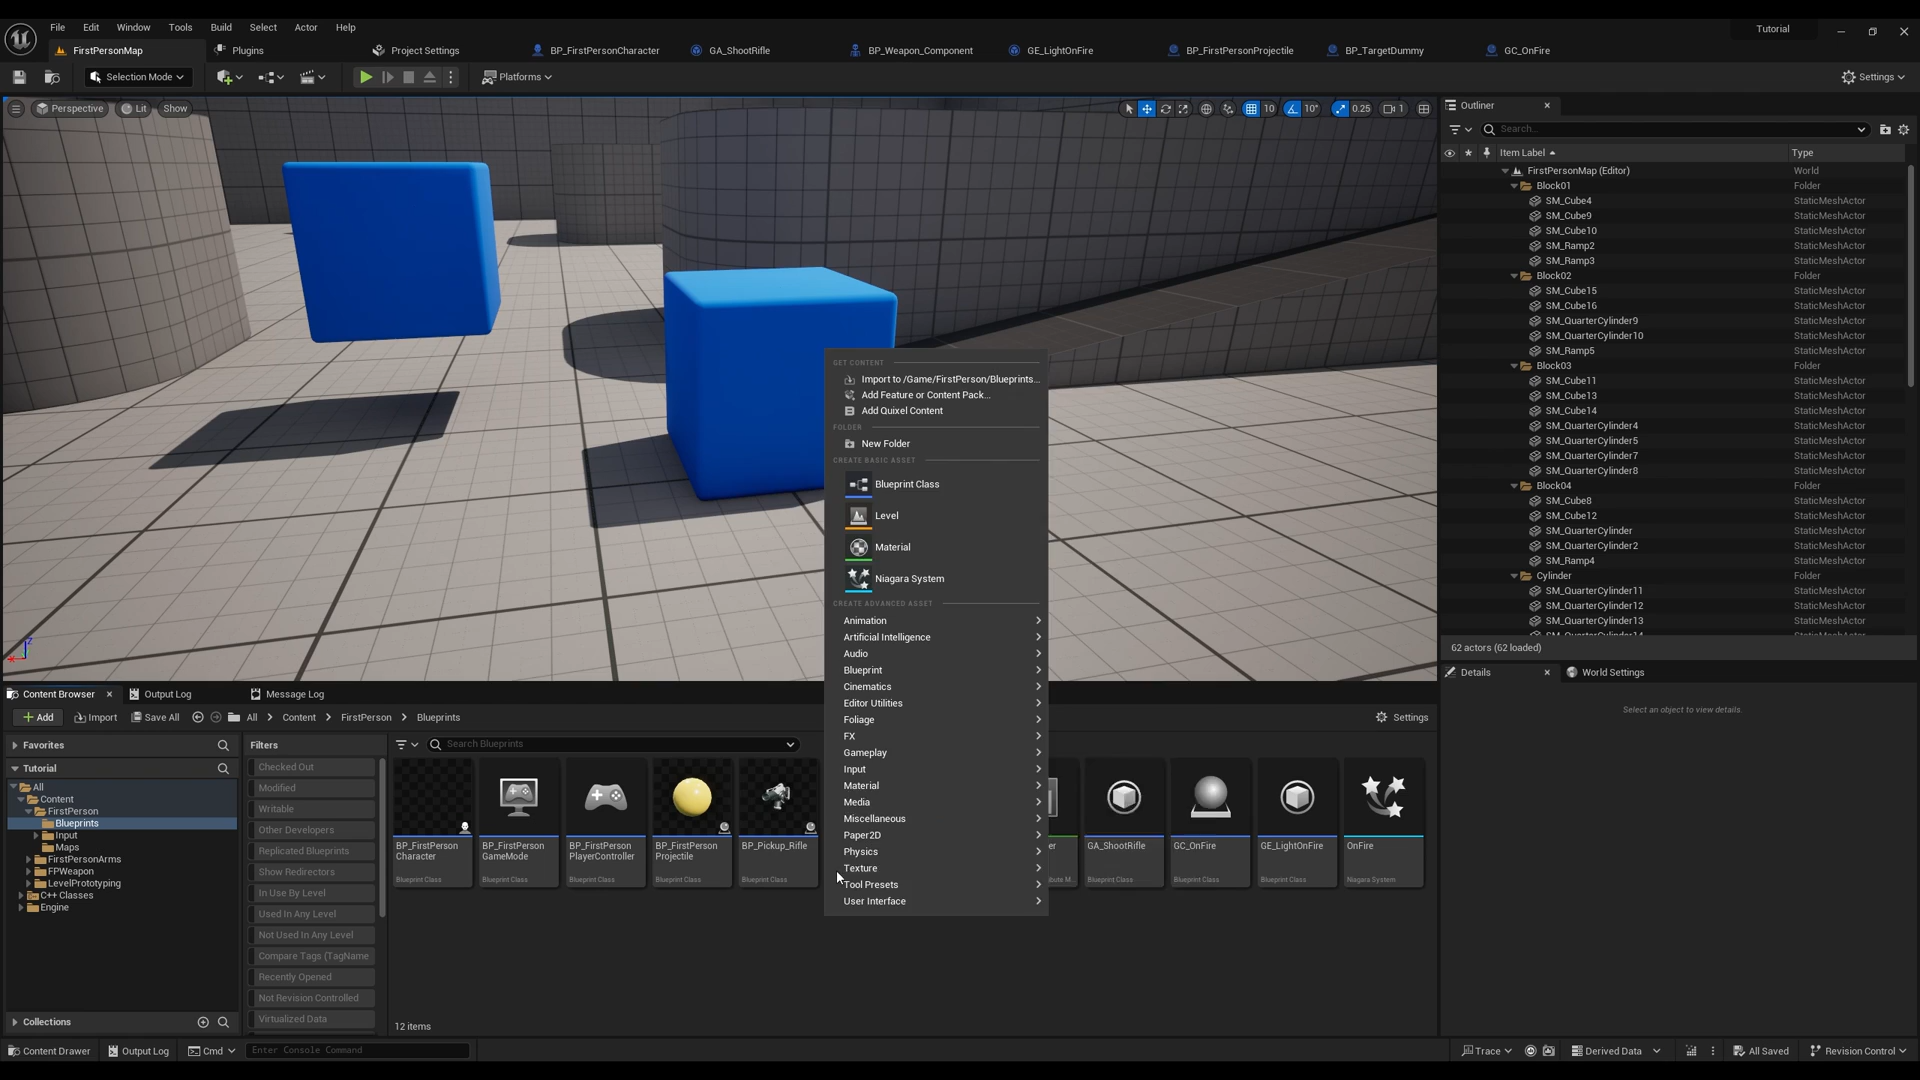 File Edit Window Tools Build Select Actor Help
Tutorial
FirstPersonMap Plugins Project Settings BP_FirstPersonCharacter GA_ShootRifle BP_Weapon_Component GE_LightOnFire BP_FirstPersonProjectile BP_TargetDummy GC_OnFire
Selection Mode Platforms Settings
Perspective Lit Show 10 10° 0.25 1
Outliner
Search...
Item Label Type
FirstPersonMap (Editor) World
Block01 Folder
SM_Cube4 StaticMeshActor
SM_Cube9 StaticMeshActor
SM_Cube10 StaticMeshActor
SM_Ramp2 StaticMeshActor
SM_Ramp3 StaticMeshActor
Block02 Folder
SM_Cube15 StaticMeshActor
SM_Cube16 StaticMeshActor
SM_QuarterCylinder9 StaticMeshActor
SM_QuarterCylinder10 StaticMeshActor
SM_Ramp5 StaticMeshActor
Block03 Folder
SM_Cube11 StaticMeshActor
SM_Cube13 StaticMeshActor
SM_Cube14 StaticMeshActor
SM_QuarterCylinder4 StaticMeshActor
SM_QuarterCylinder5 StaticMeshActor
SM_QuarterCylinder7 StaticMeshActor
SM_QuarterCylinder8 StaticMeshActor
Block04 Folder
SM_Cube8 StaticMeshActor
SM_Cube12 StaticMeshActor
SM_QuarterCylinder StaticMeshActor
SM_QuarterCylinder2 StaticMeshActor
SM_Ramp4 StaticMeshActor
Cylinder Folder
SM_QuarterCylinder11 StaticMeshActor
SM_QuarterCylinder12 StaticMeshActor
SM_QuarterCylinder13 StaticMeshActor
62 actors (62 loaded)
Details World Settings
Select an object to view details.
GET CONTENT
Import to /Game/FirstPerson/Blueprints...
Add Feature or Content Pack...
Add Quixel Content
FOLDER
New Folder
CREATE BASIC ASSET
Blueprint Class
Level
Material
Niagara System
CREATE ADVANCED ASSET
Animation
Artificial Intelligence
Audio
Blueprint
Cinematics
Editor Utilities
Foliage
FX
Gameplay
Input
Material
Media
Miscellaneous
Paper2D
Physics
Texture
Tool Presets
User Interface
Content Browser Output Log Message Log
Add Import Save All All Content FirstPerson Blueprints Settings
Favorites
Tutorial
All
Content
FirstPerson
Blueprints
Input
Maps
FirstPersonArms
FPWeapon
LevelPrototyping
C++ Classes
Engine
Collections
Filters
Checked Out
Modified
Writable
Other Developers
Replicated Blueprints
Show Redirectors
In Use By Level
Used In Any Level
Not Used In Any Level
Compare Tags (TagName
Recently Opened
Not Revision Controlled
Virtualized Data
Search Blueprints
BP_FirstPerson
Character
Blueprint Class
BP_FirstPerson
GameMode
Blueprint Class
BP_FirstPerson
PlayerController
Blueprint Class
BP_FirstPerson
Projectile
Blueprint Class
BP_Pickup_Rifle
Blueprint Class
er
bute M...
GA_ShootRifle
Blueprint Class
GC_OnFire
Blueprint Class
GE_LightOnFire
Blueprint Class
OnFire
Niagara System
12 items
Content Drawer Output Log Cmd Enter Console Command Trace Derived Data All Saved Revision Control